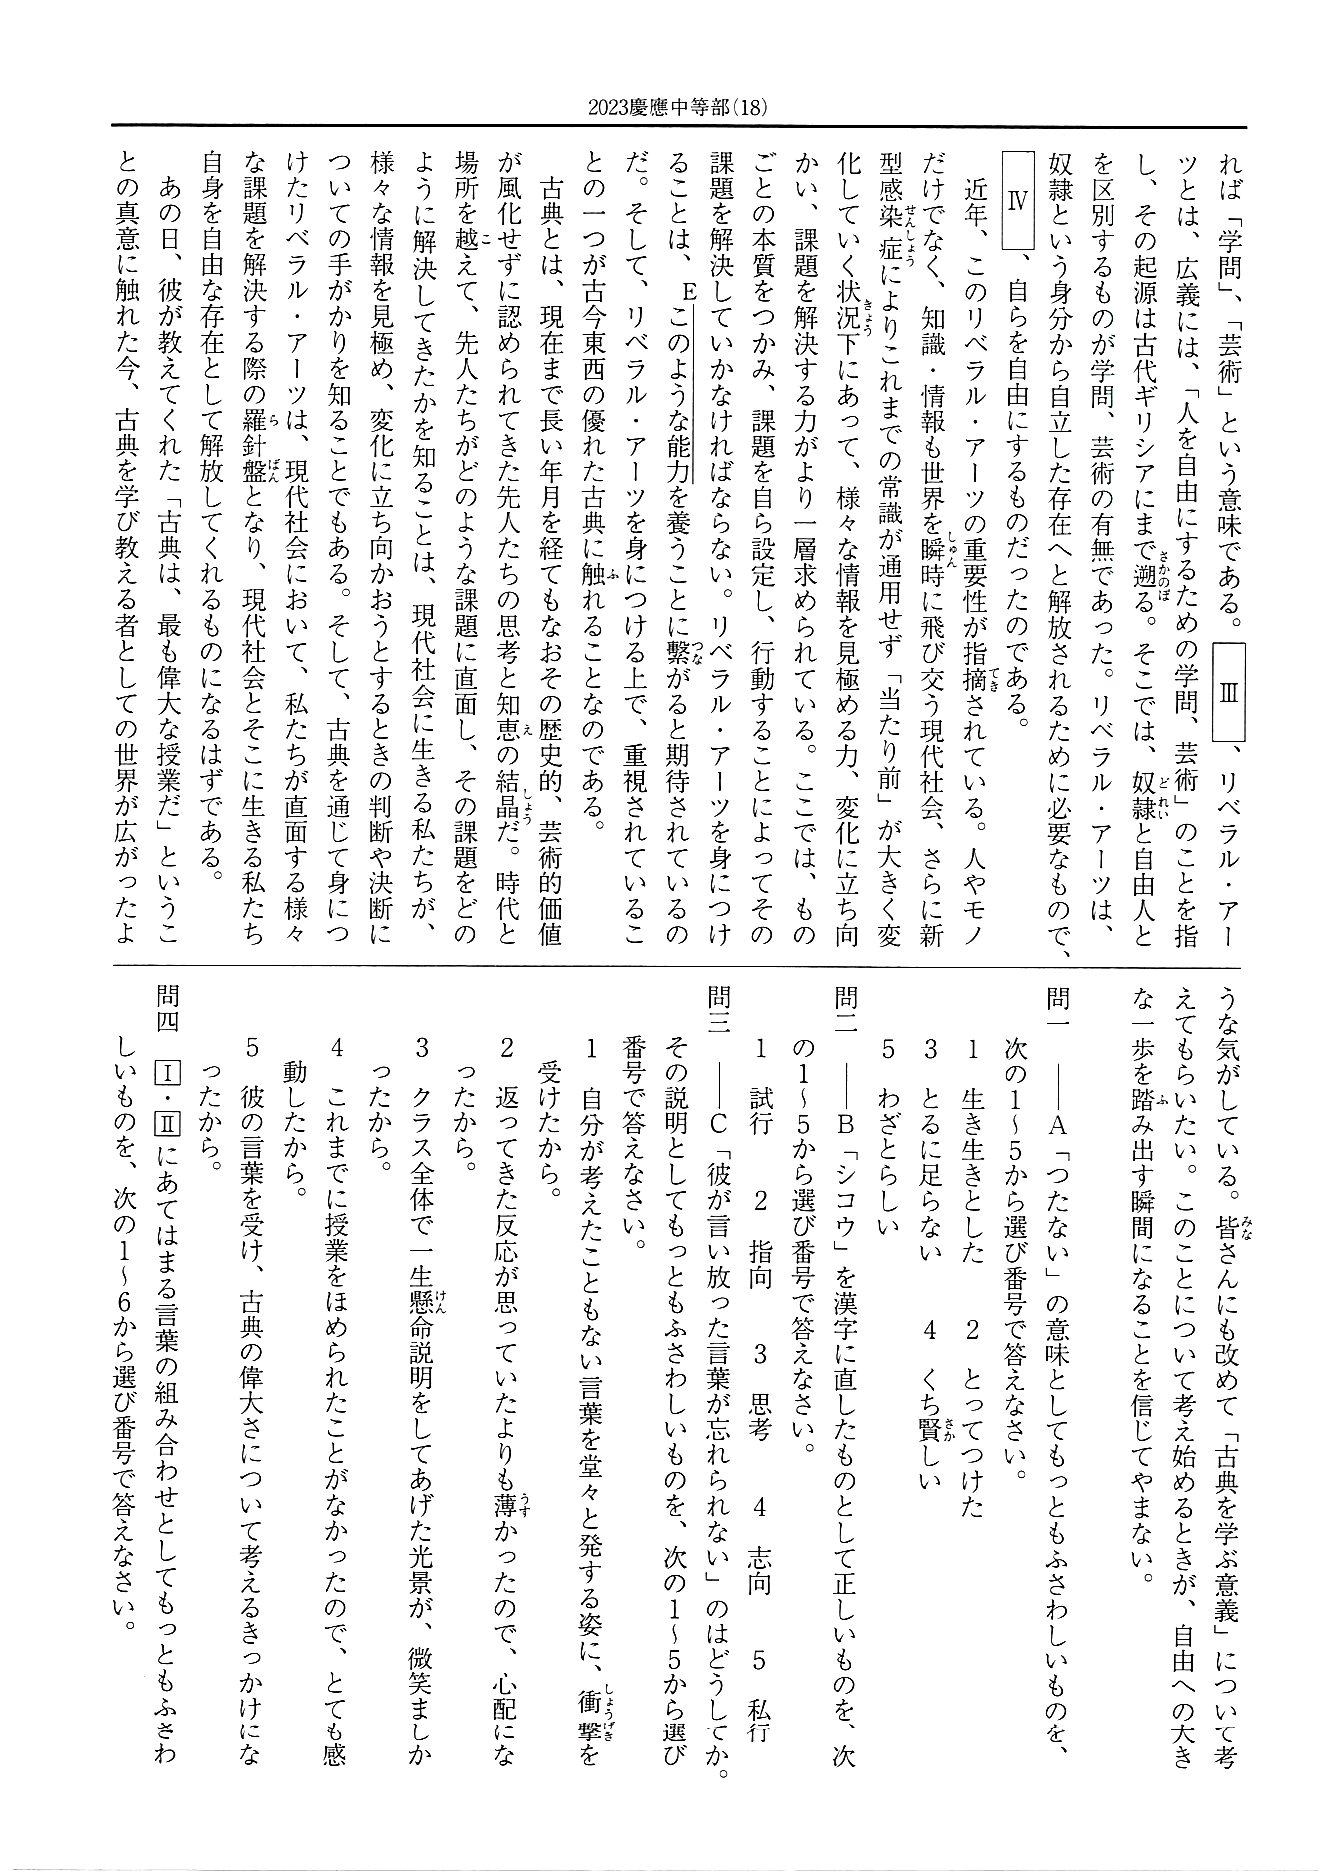 2023慶應中等部(18)
れば「学問」、「芸術」という意味である。Ⅲ、リベラル・アー
ツとは、広義には、「人を自由にするための学問、芸術」のことを指
し、その起源は古代ギリシアにまで遡る。そこでは、奴隷と自由人と
を区別するものが学問、芸術の有無であった。リベラル・アーツは、
奴隷という身分から自立した存在へと解放されるために必要なもので、
Ⅳ、自らを自由にするものだったのである。
近年、このリベラル・アーツの重要性が指摘されている。人やモノ
だけでなく、知識・情報も世界を瞬時に飛び交う現代社会、さらに新
型感染症によりこれまでの常識が通用せず「当たり前」が大きく変
化していく状況下にあって、様々な情報を見極める力、変化に立ち向
かい、課題を解決する力がより一層求められている。ここでは、もの
ごとの本質をつかみ、課題を自ら設定し、行動することによってその
課題を解決していかなければならない。リベラル・アーツを身につけ
ることは、Eこのような能力を養うことに繋がると期待されているの
だ。そして、リベラル・アーツを身につける上で、重視されているこ
との一つが古今東西の優れた古典に触れることなのである。
古典とは、現在まで長い年月を経てもなおその歴史的、芸術的価値
が風化せずに認められてきた先人たちの思考と知恵の結晶だ。時代と
場所を越えて、先人たちがどのような課題に直面し、その課題をどの
ように解決してきたかを知ることは、現代社会に生きる私たちが、
様々な情報を見極め、変化に立ち向かおうとするときの判断や決断に
ついての手がかりを知ることでもある。そして、古典を通じて身につ
けたリベラル・アーツは、現代社会において、私たちが直面する様々
な課題を解決する際の羅針盤となり、現代社会とそこに生きる私たち
自身を自由な存在として解放してくれるものになるはずである。
あの日、彼が教えてくれた「古典は、最も偉大な授業だ」というこ
との真意に触れた今、古典を学び教える者としての世界が広がったよ
うな気がしている。皆さんにも改めて「古典を学ぶ意義」について考
えてもらいたい。このことについて考え始めるときが、自由への大き
な一歩を踏み出す瞬間になることを信じてやまない。
問一 ――A「つたない」の意味としてもっともふさわしいものを、
次の1～5から選び番号で答えなさい。
1 生き生きとした 2 とってつけた
3 とるに足らない 4 くち賢しい
5 わざとらしい
問二 ――B「シコウ」を漢字に直したものとして正しいものを、次
の1～5から選び番号で答えなさい。
1 試行 2 指向 3 思考 4 志向 5 私行
問三 ――C「彼が言い放った言葉が忘れられない」のはどうしてか。
その説明としてもっともふさわしいものを、次の1～5から選び
番号で答えなさい。
1 自分が考えたこともない言葉を堂々と発する姿に、衝撃を
受けたから。
2 返ってきた反応が思っていたよりも薄かったので、心配にな
ったから。
3 クラス全体で一生懸命説明をしてあげた光景が、微笑ましか
ったから。
4 これまでに授業をほめられたことがなかったので、とても感
動したから。
5 彼の言葉を受け、古典の偉大さについて考えるきっかけにな
ったから。
問四 Ⅰ・Ⅱにあてはまる言葉の組み合わせとしてもっともふさわ
しいものを、次の1～6から選び番号で答えなさい。